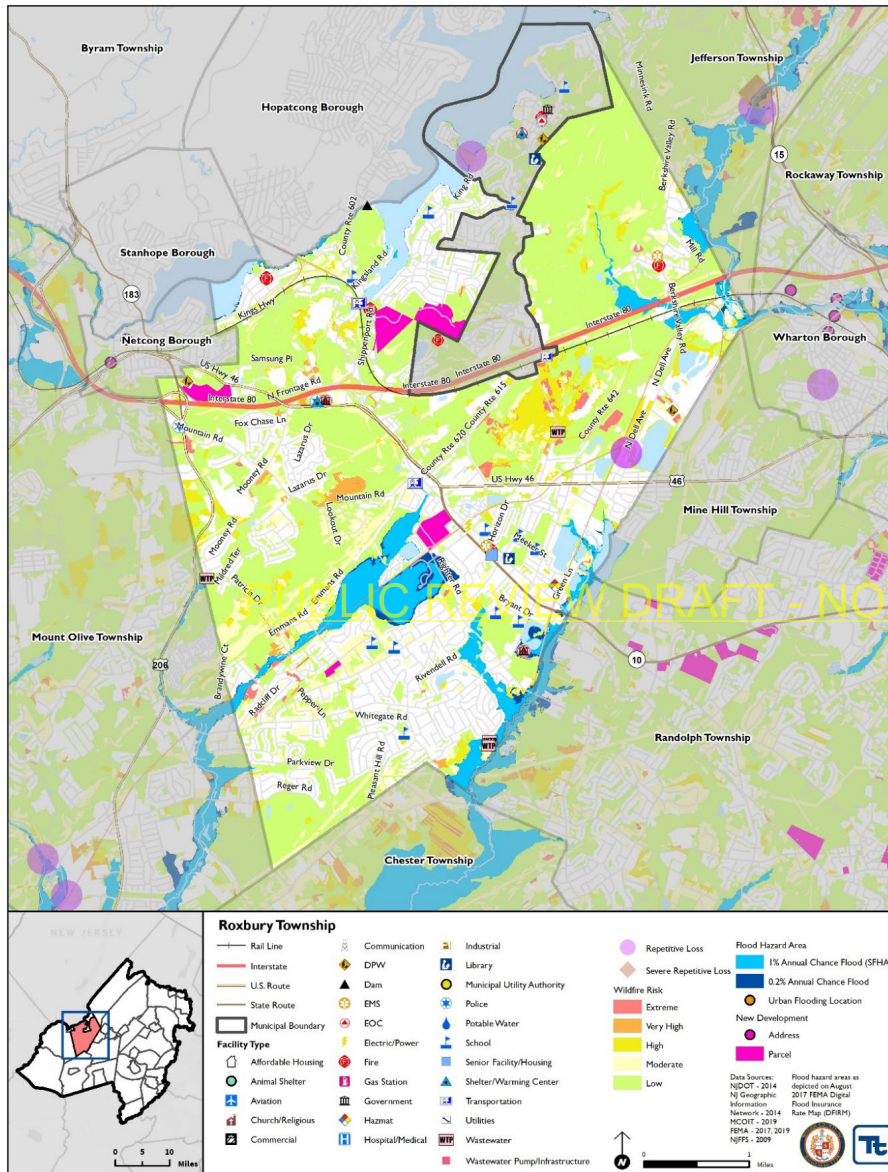 Byram Township
Jefferson Township
Hopatcong Borough
Minnesink Rd
15
Berkshire Valley Rd
Rockaway Township
King Rd
County Rte 602
Stanhope Borough
Kingsland Rd
Mill Rd
183
Kings Hwy
Shippenport Rd
Interstate 80
Berkshire Valley Rd
Netcong Borough
Wharton Borough
US Hwy 46
Samsung Pl
Interstate 80
N Frontage Rd
Interstate 80
Interstate 80
N Dell Ave
Fox Chase Ln
County Rte 620
County Rte 615
County Rte 642
Mountain Rd
Lazarus Dr
WTP
N Dell Ave
Mooney Rd
Lazarus Dr
US Hwy 46
46
Mountain Rd
Lookout Dr
Mine Hill Township
Mooney Rd
Horizon Dr
Meeker St
Mildred Ter
WTP
Righter Rd
Green Ln
Patricia Dr
Emmans Rd
PUBLIC REVIEW DRAFT - NO
Bryant Dr
Emmans Rd
Mount Olive Township
10
206
Brandywine Ct
Rivendell Rd
Radcliff Dr
Pepper Ln
Whitegate Rd
Randolph Township
WTP
Parkview Dr
Pleasant Hill Rd
Reger Rd
Chester Township
NEW JERSEY
0 5 10
Miles
Roxbury Township
Rail Line
Interstate
U.S. Route
State Route
Municipal Boundary
Facility Type
Affordable Housing
Animal Shelter
Aviation
Church/Religious
Commercial
Communication
DPW
Dam
EMS
EOC
Electric/Power
Fire
Gas Station
Government
Hazmat
Hospital/Medical
Industrial
Library
Municipal Utility Authority
Police
Potable Water
School
Senior Facility/Housing
Shelter/Warming Center
Transportation
Utilities
WTP Wastewater
Wastewater Pump/Infrastructure
Repetitive Loss
Severe Repetitive Loss
Wildfire Risk
Extreme
Very High
High
Moderate
Low
Flood Hazard Area
1% Annual Chance Flood (SFHA
0.2% Annual Chance Flood
Urban Flooding Location
New Development
Address
Parcel
Data Sources:
NJDOT - 2014
NJ Geographic
Information
Network - 2014
MCOIT - 2019
FEMA - 2017, 2019
NJFFS - 2009
Flood hazard areas as
depicted on August
2017 FEMA Digital
Flood Insurance
Rate Map (DFIRM)
N
0 1
Miles
Tt